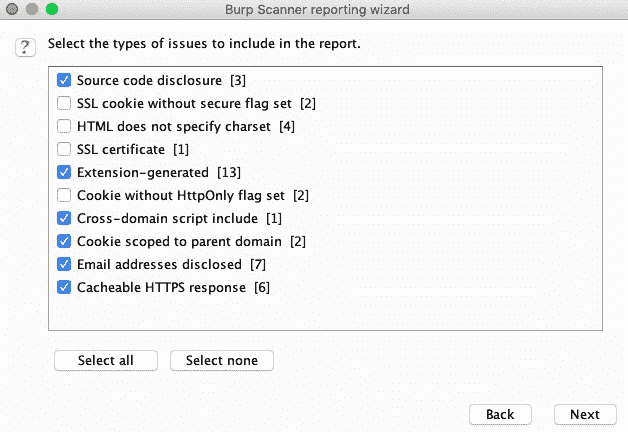 Burp Scanner reporting wizard
? Select the types of issues to include in the report.
Source code disclosure [3]
SSL cookie without secure flag set [2]
HTML does not specify charset [4]
SSL certificate [1]
Extension-generated [13]
Cookie without HttpOnly flag set [2]
Cross-domain script include [1]
Cookie scoped to parent domain [2]
Email addresses disclosed [7]
Cacheable HTTPS response [6]
Select all Select none
Back Next